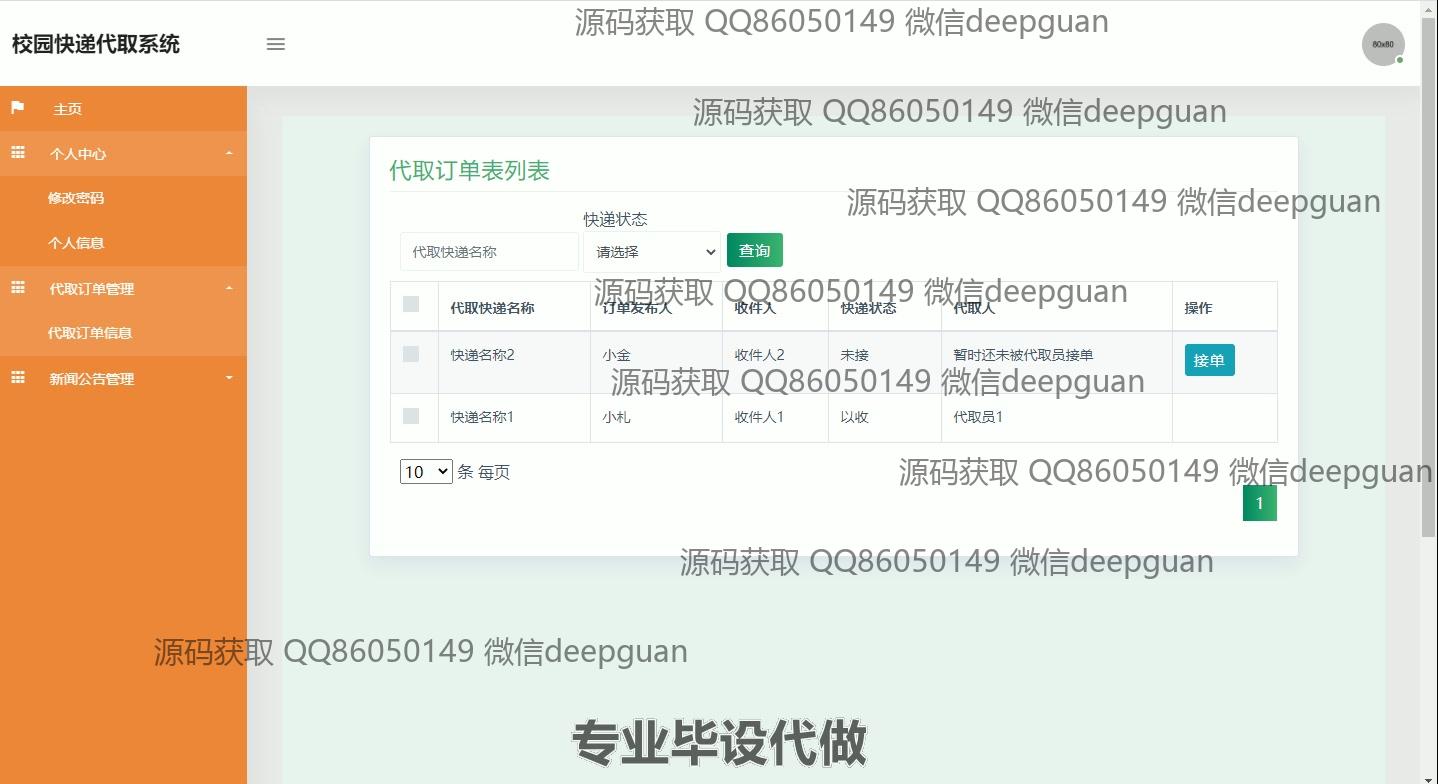 源码获取 QQ86050149 微信deepguan
校园快递代取系统
80x80
主页
源码获取 QQ86050149 微信deepguan
个人中心
代取订单表列表
修改密码
源码获取 QQ86050149 微信deepguan
快递状态
个人信息
代取快递名称 请选择 查询
代取订单管理
源码获取 QQ86050149 微信deepguan
代取快递名称 订单发布人 收件人 快递状态 代取人 操作
代取订单信息
快递名称2 小金 收件人2 未接 暂时还未被代取员接单 接单
新闻公告管理
源码获取 QQ86050149 微信deepguan
快递名称1 小札 收件人1 以收 代取员1
10 条 每页
源码获取 QQ86050149 微信deepguan
1
源码获取 QQ86050149 微信deepguan
源码获取 QQ86050149 微信deepguan
专业毕设代做